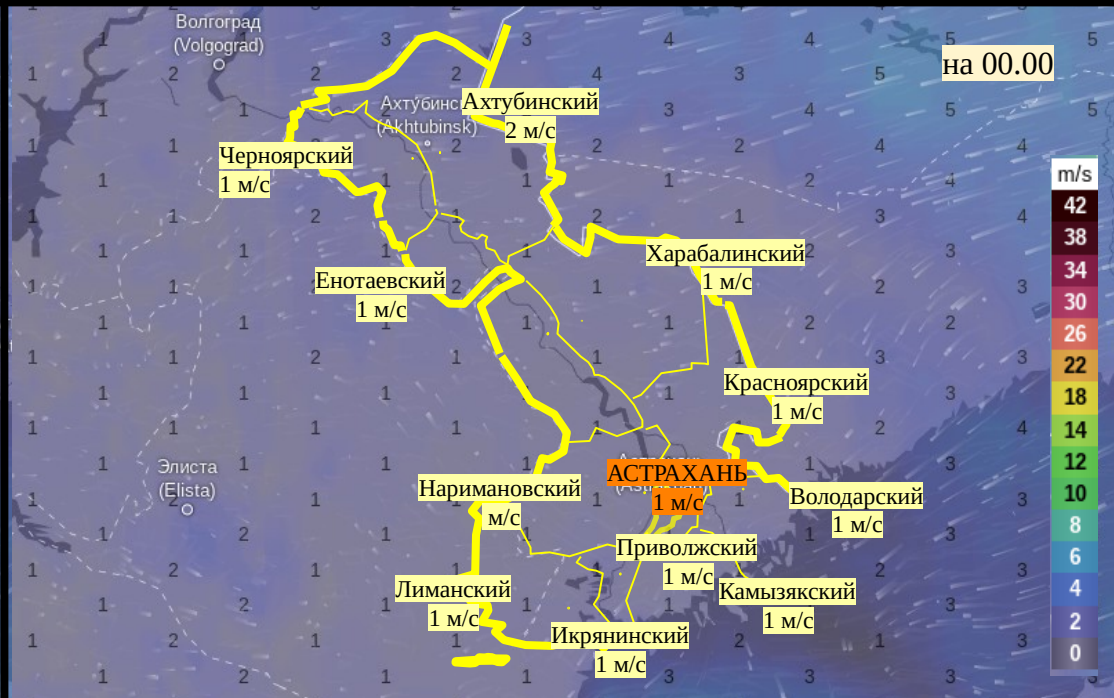 Волгоград
(Volgograd)
на 00.00
Ахтубинский
2 м/с
(Akhtubinsk)
Черноярский
1 м/с
m/s
42
38
34
30
26
22
18
14
12
10
8
6
4
2
0
Харабалинский
1 м/с
Енотаевский
1 м/с
Красноярский
1 м/с
Элиста
(Elista)
АСТРАХАНЬ
1 м/с
Наримановский
м/с
Володарский
1 м/с
Приволжский
1 м/с
Лиманский
1 м/с
Камызякский
1 м/с
Икрянинский
1 м/с